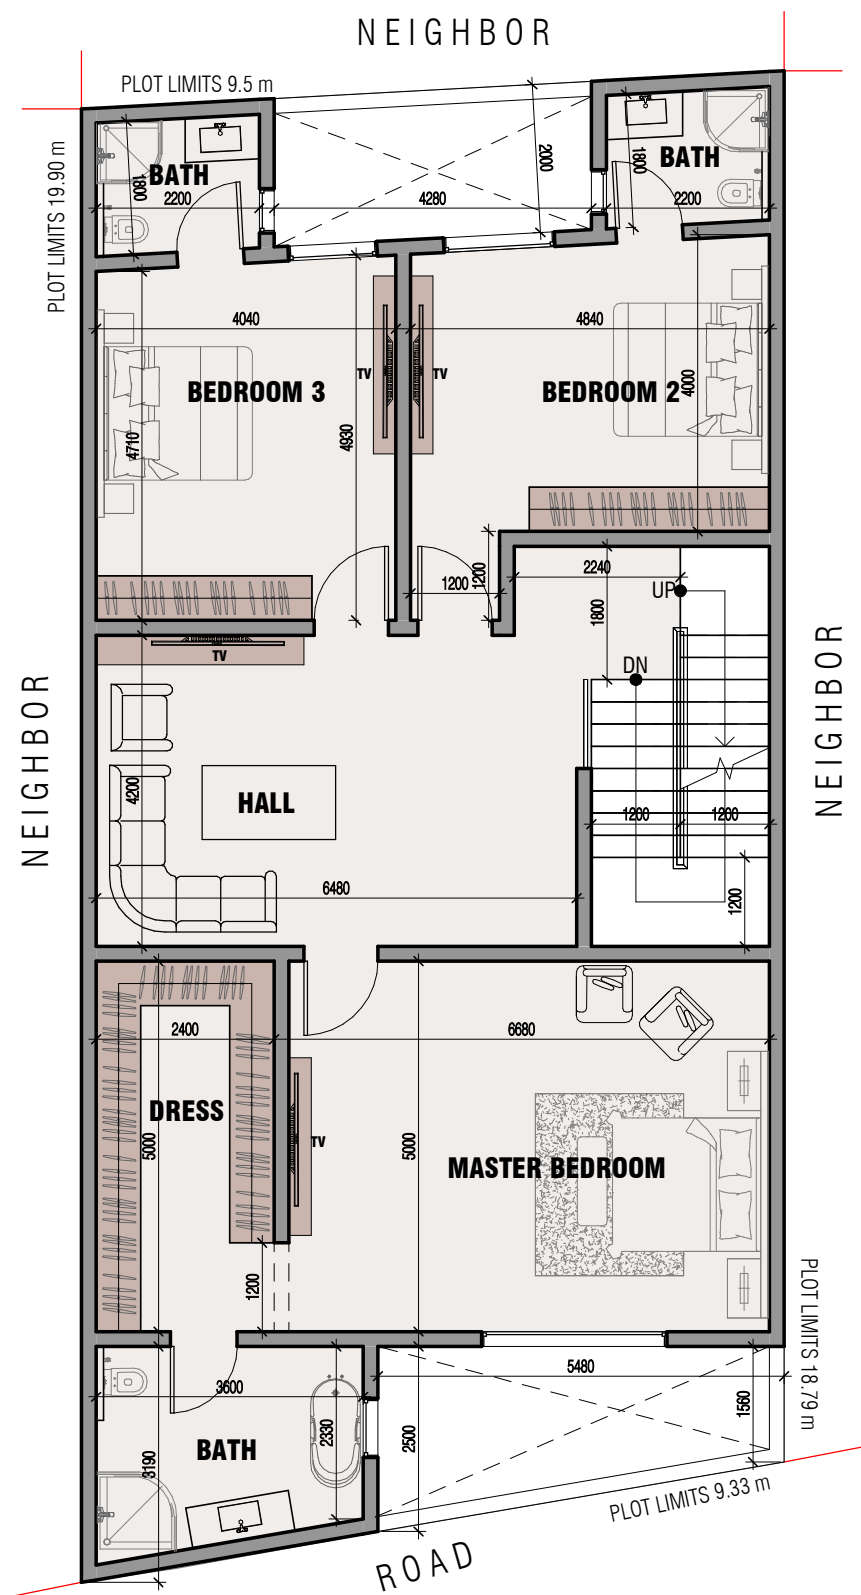 NEIGHBOR
PLOT LIMITS 9.5 m
PLOT LIMITS 19.90 m
BATH
1800
2200
4280
2000
1800
BATH
2200
4040
4840
TV
TV
BEDROOM 3
BEDROOM 2
4000
4710
4930
1200
1200
2240
UP
1800
DN
TV
NEIGHBOR
NEIGHBOR
4200
HALL
1200
1200
6480
1200
2400
6680
DRESS
5000
TV
5000
MASTER BEDROOM
1200
PLOT LIMITS 18.79 m
5480
3600
1560
2330
2500
BATH
3190
PLOT LIMITS 9.33 m
ROAD